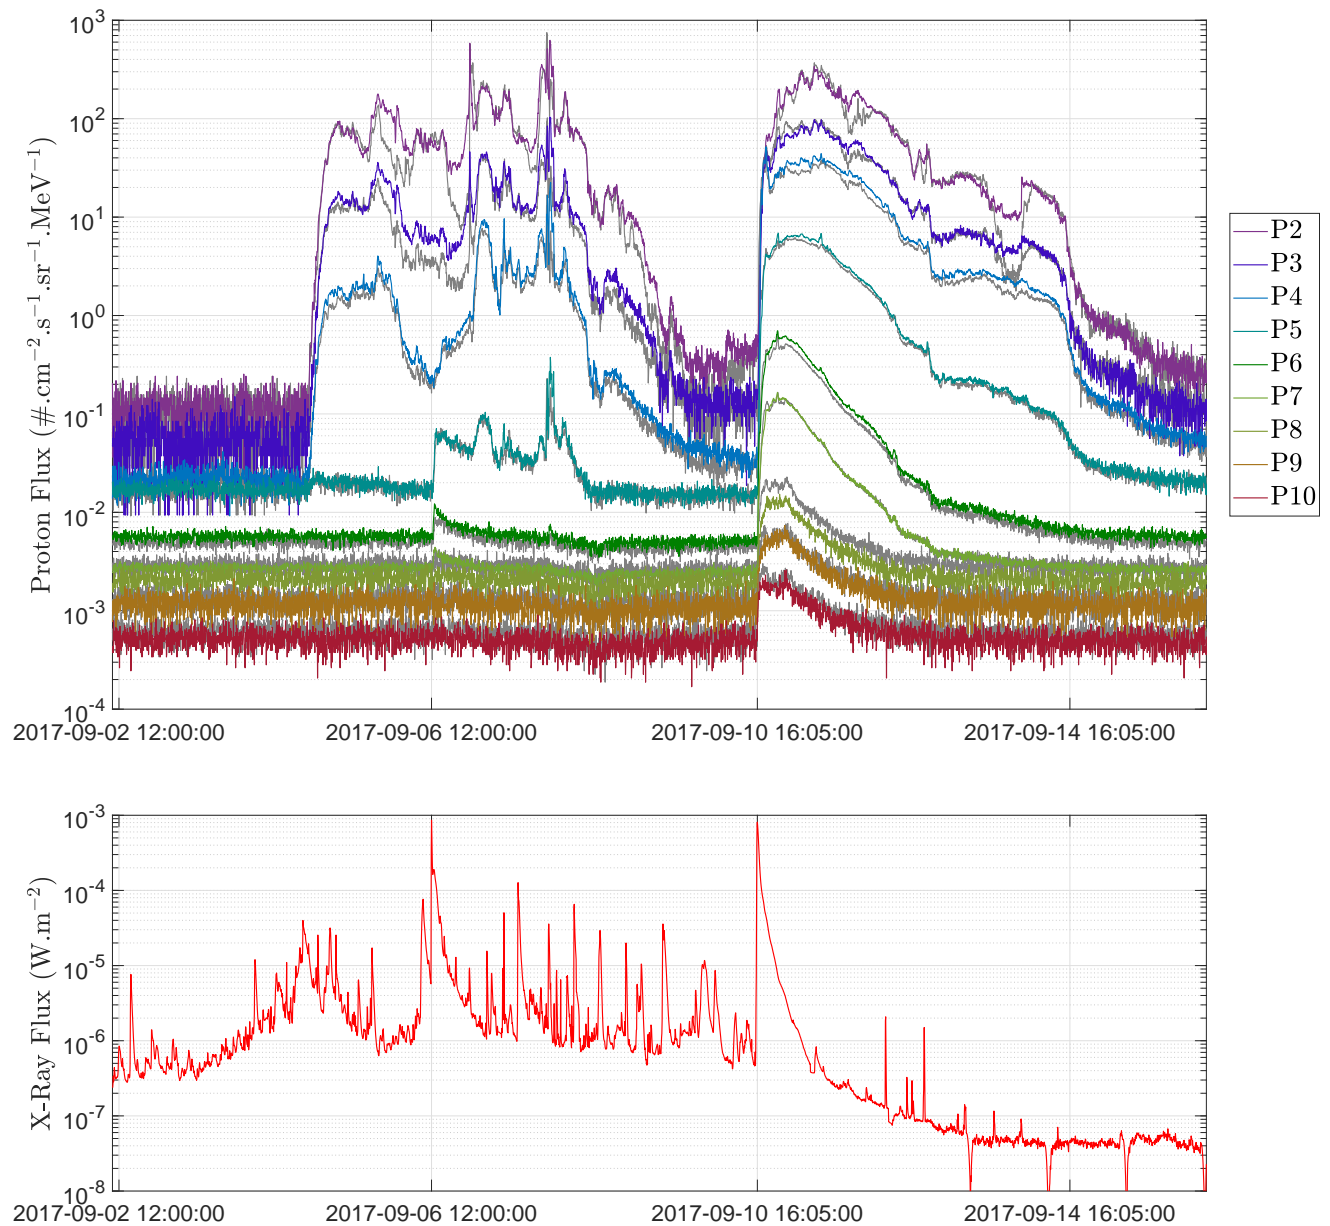 10^3
10^2
10^1
10^0
10^-1
10^-2
10^-3
10^-4
Proton Flux (#.cm^−2.s^−1.sr^−1.MeV^−1)
2017-09-02 12:00:00 2017-09-06 12:00:00 2017-09-10 16:05:00 2017-09-14 16:05:00
P2
P3
P4
P5
P6
P7
P8
P9
P10
10^-3
10^-4
10^-5
10^-6
10^-7
10^-8
X-Ray Flux (W.m^−2)
2017-09-02 12:00:00 2017-09-06 12:00:00 2017-09-10 16:05:00 2017-09-14 16:05:00